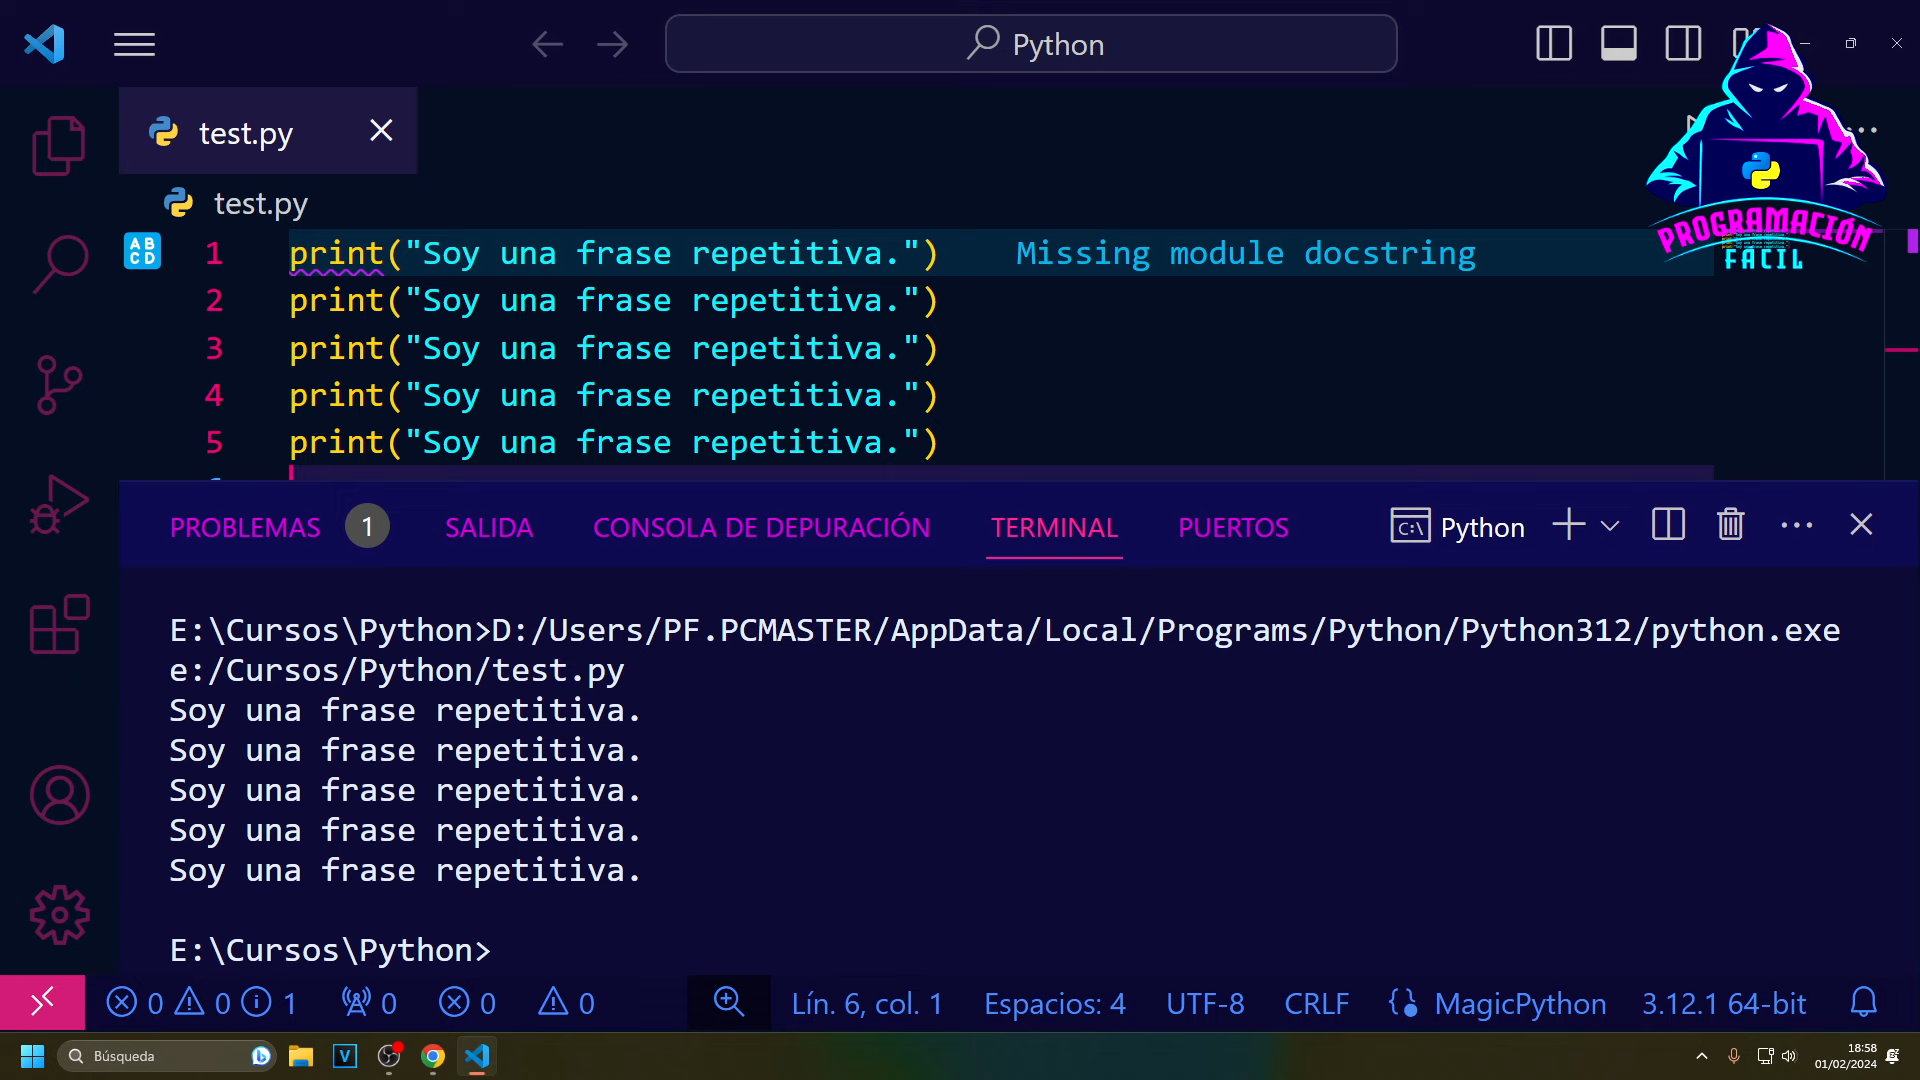 Python
test.py
test.py
AB
CD
1 print("Soy una frase repetitiva.") Missing module docstring
2 print("Soy una frase repetitiva.")
3 print("Soy una frase repetitiva.")
4 print("Soy una frase repetitiva.")
5 print("Soy una frase repetitiva.")
PROGRAMACIÓN
FÁCIL
PROBLEMAS 1 SALIDA CONSOLA DE DEPURACIÓN TERMINAL PUERTOS C:\ Python
E:\Cursos\Python>D:/Users/PF.PCMASTER/AppData/Local/Programs/Python/Python312/python.exe
e:/Cursos/Python/test.py
Soy una frase repetitiva.
Soy una frase repetitiva.
Soy una frase repetitiva.
Soy una frase repetitiva.
Soy una frase repetitiva.
E:\Cursos\Python>
0 0 1 0 0 0 Lín. 6, col. 1 Espacios: 4 UTF-8 CRLF MagicPython 3.12.1 64-bit
Búsqueda V 18:58
01/02/2024